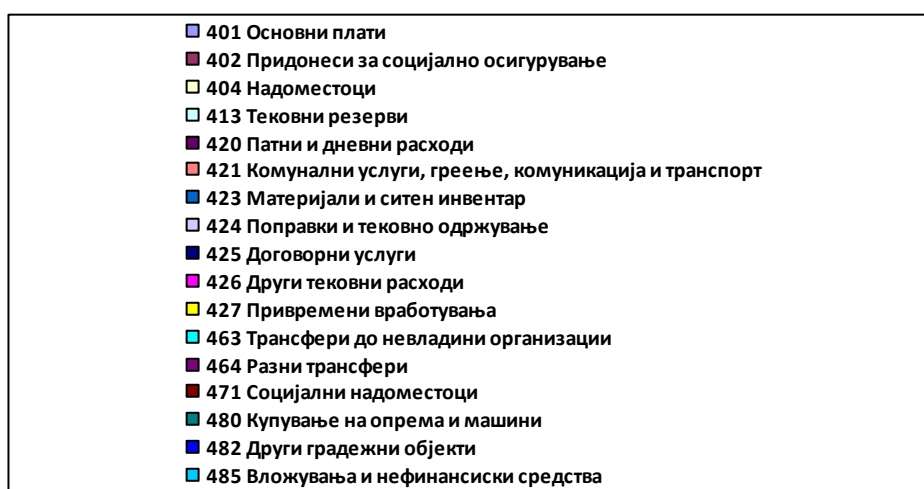 401 Основни плати
402 Придонеси за социјално осигурување
404 Надоместоци
413 Тековни резерви
420 Патни и дневни расходи
421 Комунални услуги, греење, комуникација и транспорт
423 Материјали и ситен инвентар
424 Поправки и тековно одржување
425 Договорни услуги
426 Други тековни расходи
427 Привремени вработувања
463 Трансфери до невладини организации
464 Разни трансфери
471 Социјални надоместоци
480 Купување на опрема и машини
482 Други градежни објекти
485 Вложувања и нефинансиски средства